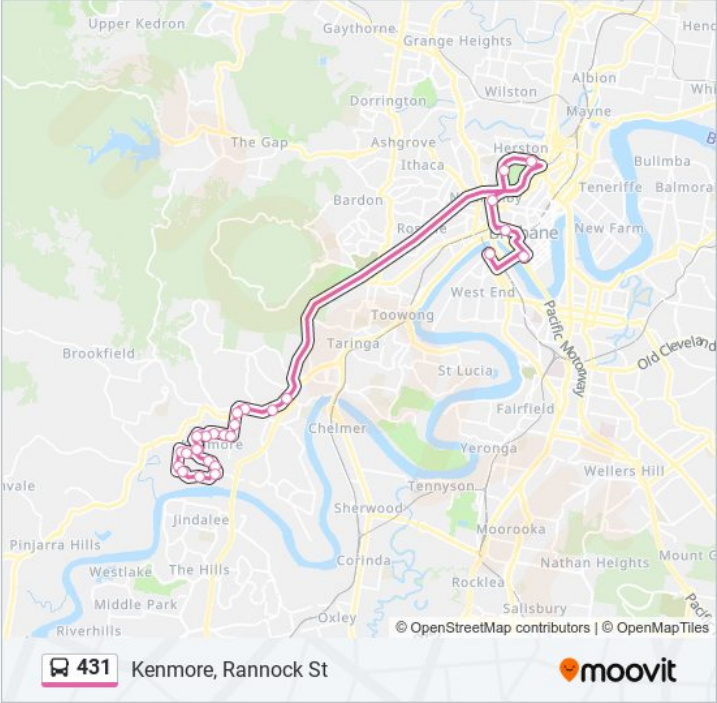 Upper Kedron
Gaythorne
Grange Heights
Wilston
Albion
Dorrington
Mayne
The Gap
Ashgrove
Herston
Ithaca
Bulimba
Teneriffe
Balmora
Bardon
New Farm
West End
Pacific Motorway
Toowong
Old Cleveland
Brookfield
Taringa
St Lucia
Fairfield
Chelmer
Yeronga
Wellers Hill
Tennyson
Sherwood
Jindalee
Moorooka
Pinjarra Hills
Corinda
Nathan Heights
Mount G
Westlake
The Hills
Rocklea
Middle Park
Salisbury
Oxley
Riverhills
© OpenStreetMap contributors | © OpenMapTiles
431
Kenmore, Rannock St
moovit